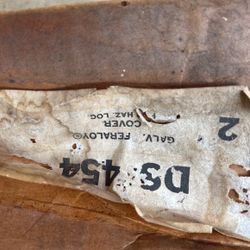 DS 454
GALV. FERALOY®
COVER
HAZ LOC
2